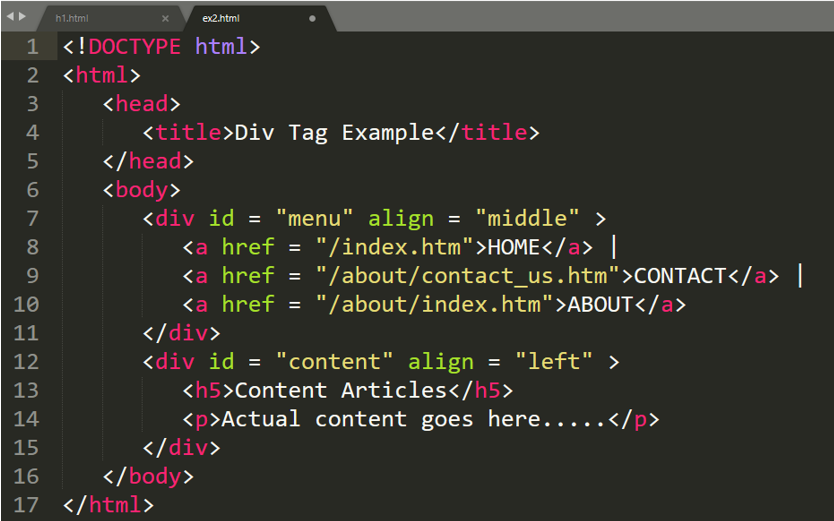 h1.html × ex2.html
1 <!DOCTYPE html>
2 <html>
3 <head>
4 <title>Div Tag Example</title>
5 </head>
6 <body>
7 <div id = "menu" align = "middle" >
8 <a href = "/index.htm">HOME</a> |
9 <a href = "/about/contact_us.htm">CONTACT</a> |
10 <a href = "/about/index.htm">ABOUT</a>
11 </div>
12 <div id = "content" align = "left" >
13 <h5>Content Articles</h5>
14 <p>Actual content goes here.....</p>
15 </div>
16 </body>
17 </html>